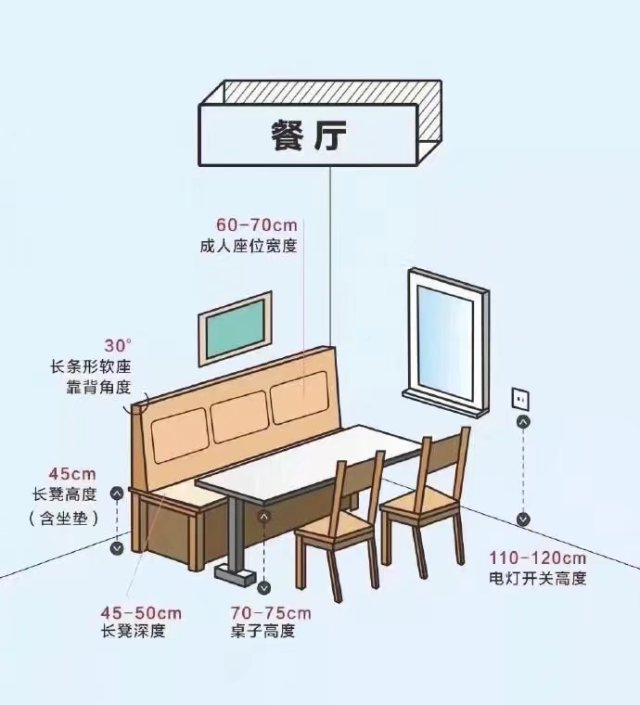 餐厅
60-70cm
成人座位宽度
30°
长条形软座
靠背角度
45cm
长凳高度
（含坐垫）
110-120cm
电灯开关高度
45-50cm
长凳深度
70-75cm
桌子高度